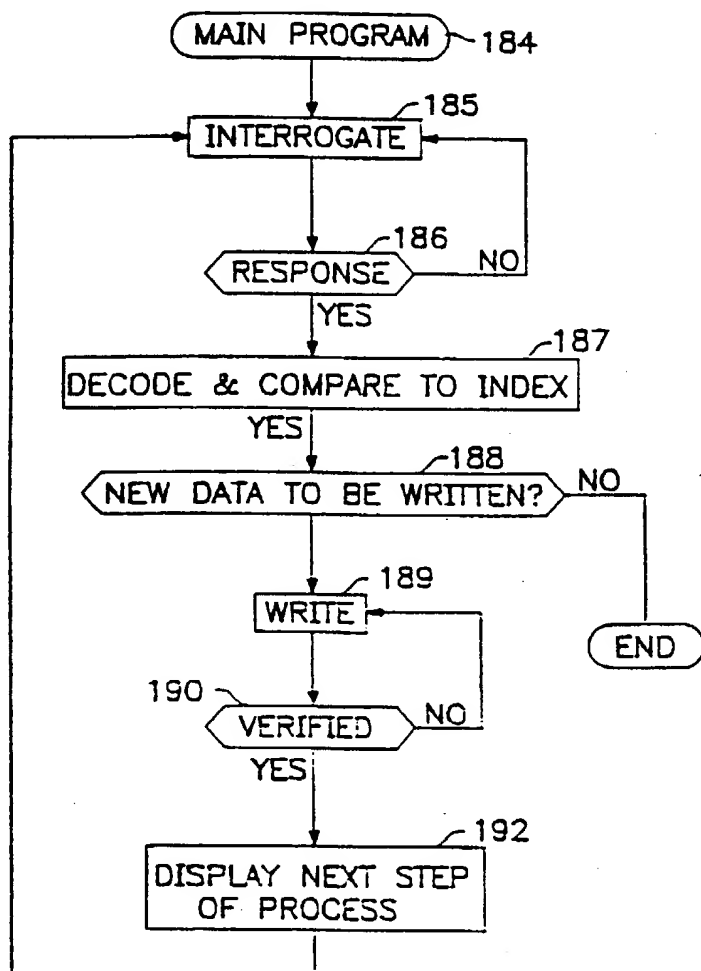 MAIN PROGRAM
184
185
INTERROGATE
186
RESPONSE
NO
YES
187
DECODE & COMPARE TO INDEX
YES
188
NEW DATA TO BE WRITTEN?
NO
189
WRITE
END
190
VERIFIED
NO
YES
192
DISPLAY NEXT STEP
OF PROCESS